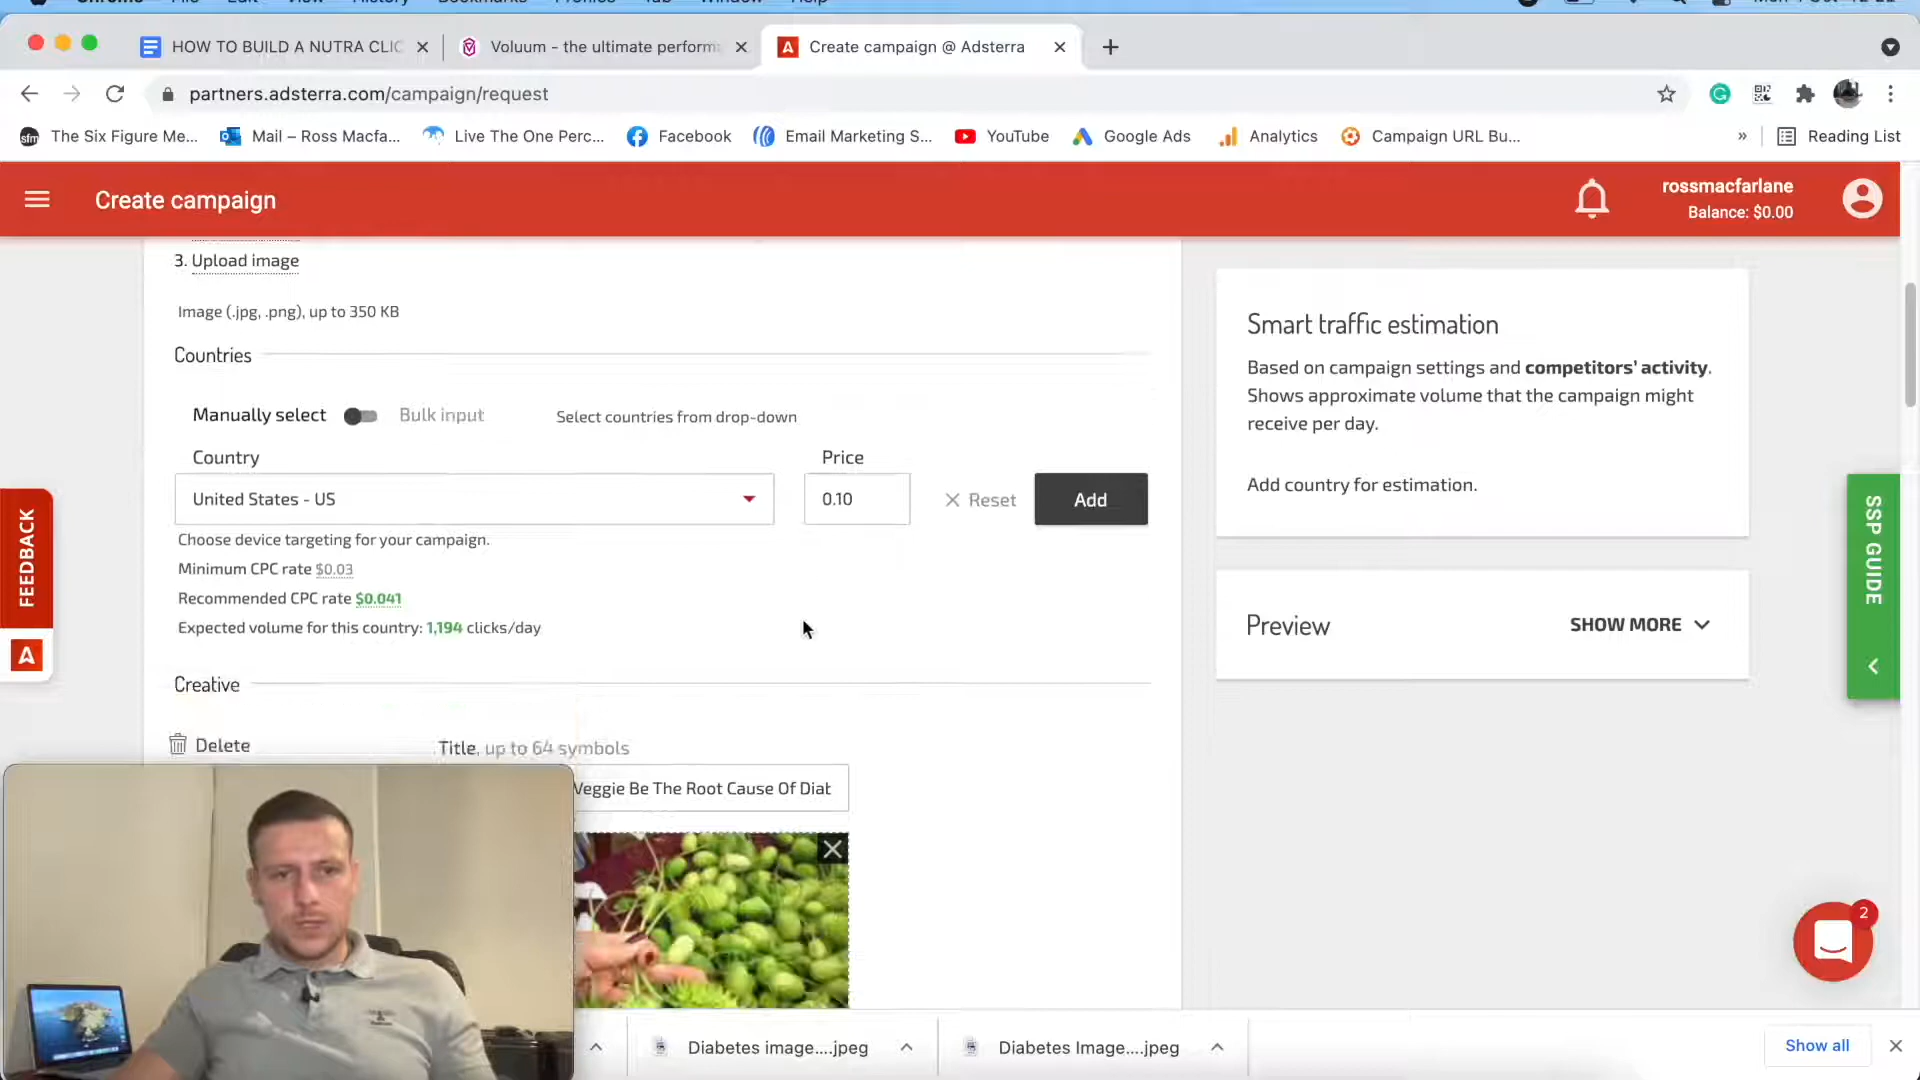 HOW TO BUILD A NUTRA CLIC
Voluum - the ultimate perform
Create campaign @ Adsterra
partners.adsterra.com/campaign/request
The Six Figure Me...
Mail – Ross Macfa...
Live The One Perc...
Facebook
Email Marketing S...
YouTube
Google Ads
Analytics
Campaign URL Bu...
»
Reading List
Create campaign
rossmacfarlane
Balance: $0.00
3. Upload image
Image (.jpg, .png), up to 350 KB
Countries
Manually select
Bulk input
Select countries from drop-down
Country
Price
United States - US
0.10
Reset
Add
Choose device targeting for your campaign.
Minimum CPC rate $0.03
Recommended CPC rate $0.041
Expected volume for this country: 1,194 clicks/day
Creative
Delete
Title, up to 64 symbols
Veggie Be The Root Cause Of Diat
Smart traffic estimation
Based on campaign settings and competitors' activity.
Shows approximate volume that the campaign might
receive per day.
Add country for estimation.
Preview
SHOW MORE
FEEDBACK
SSP GUIDE
2
Diabetes image....jpeg
Diabetes Image....jpeg
Show all